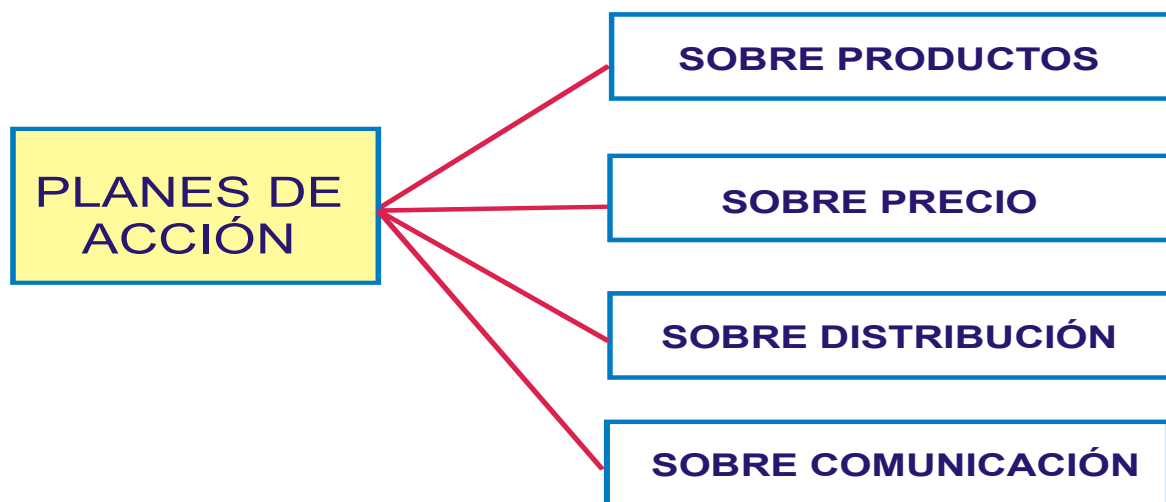 PLANES DE
ACCIÓN
SOBRE PRODUCTOS
SOBRE PRECIO
SOBRE DISTRIBUCIÓN
SOBRE COMUNICACIÓN